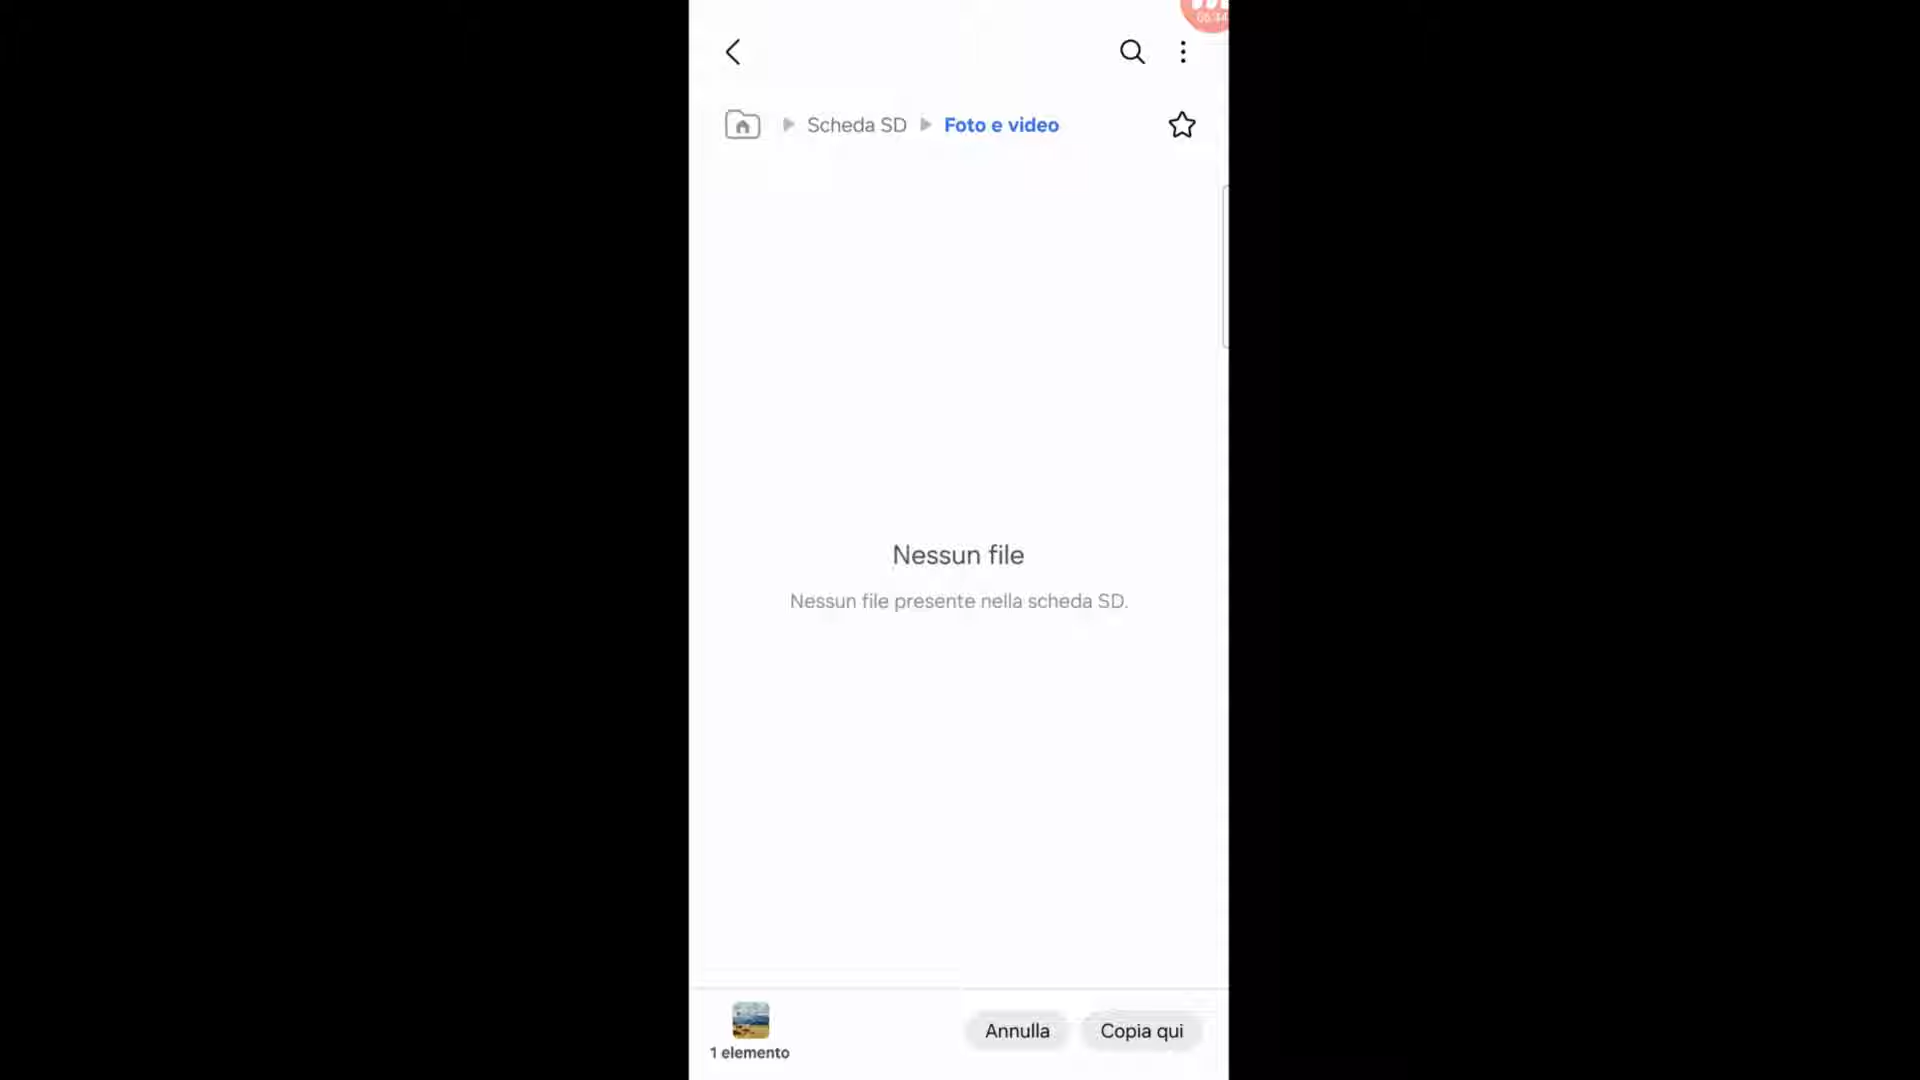 Scheda SD Foto e video
Nessun file
Nessun file presente nella scheda SD.
1 elemento
Annulla
Copia qui